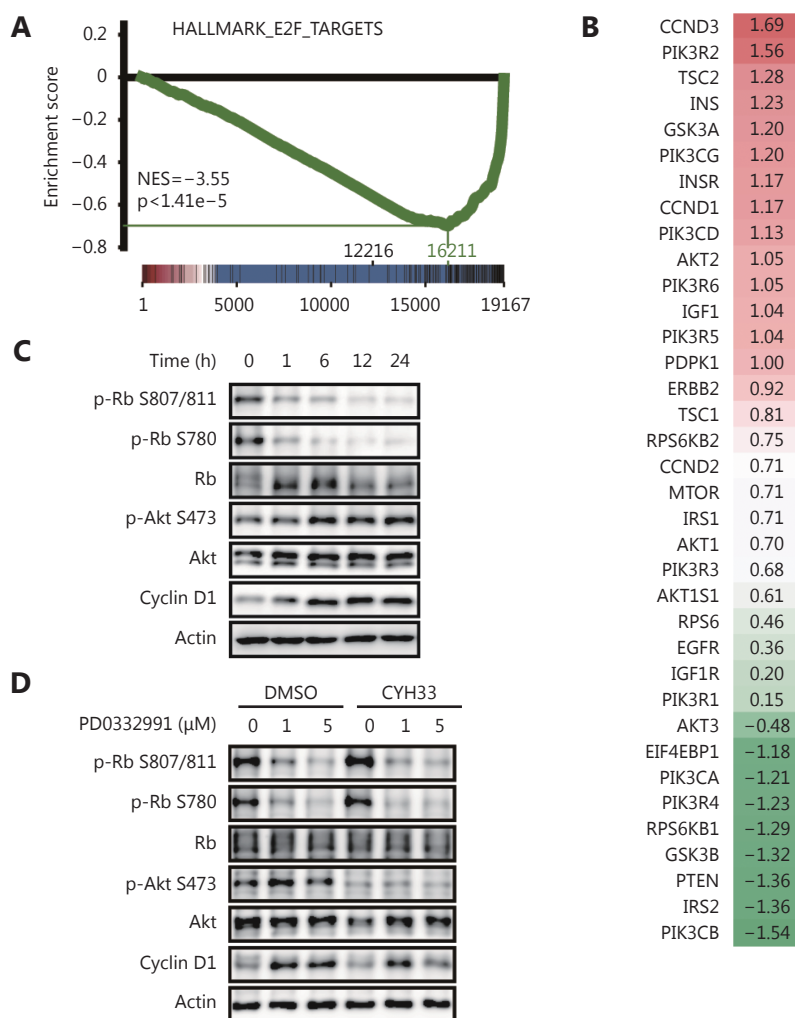 A
HALLMARK_E2F_TARGETS
Enrichment score
0.2
0
−0.2
−0.4
−0.6
−0.8
NES=−3.55
p<1.41e−5
12216
16211
1 5000 10000 15000 19167
B
CCND3 1.69
PIK3R2 1.56
TSC2 1.28
INS 1.23
GSK3A 1.20
PIK3CG 1.20
INSR 1.17
CCND1 1.17
PIK3CD 1.13
AKT2 1.05
PIK3R6 1.05
IGF1 1.04
PIK3R5 1.04
PDPK1 1.00
ERBB2 0.92
TSC1 0.81
RPS6KB2 0.75
CCND2 0.71
MTOR 0.71
IRS1 0.71
AKT1 0.70
PIK3R3 0.68
AKT1S1 0.61
RPS6 0.46
EGFR 0.36
IGF1R 0.20
PIK3R1 0.15
AKT3 −0.48
EIF4EBP1 −1.18
PIK3CA −1.21
PIK3R4 −1.23
RPS6KB1 −1.29
GSK3B −1.32
PTEN −1.36
IRS2 −1.36
PIK3CB −1.54
C
Time (h) 0 1 6 12 24
p-Rb S807/811
p-Rb S780
Rb
p-Akt S473
Akt
Cyclin D1
Actin
D
DMSO CYH33
PD0332991 (μM) 0 1 5 0 1 5
p-Rb S807/811
p-Rb S780
Rb
p-Akt S473
Akt
Cyclin D1
Actin